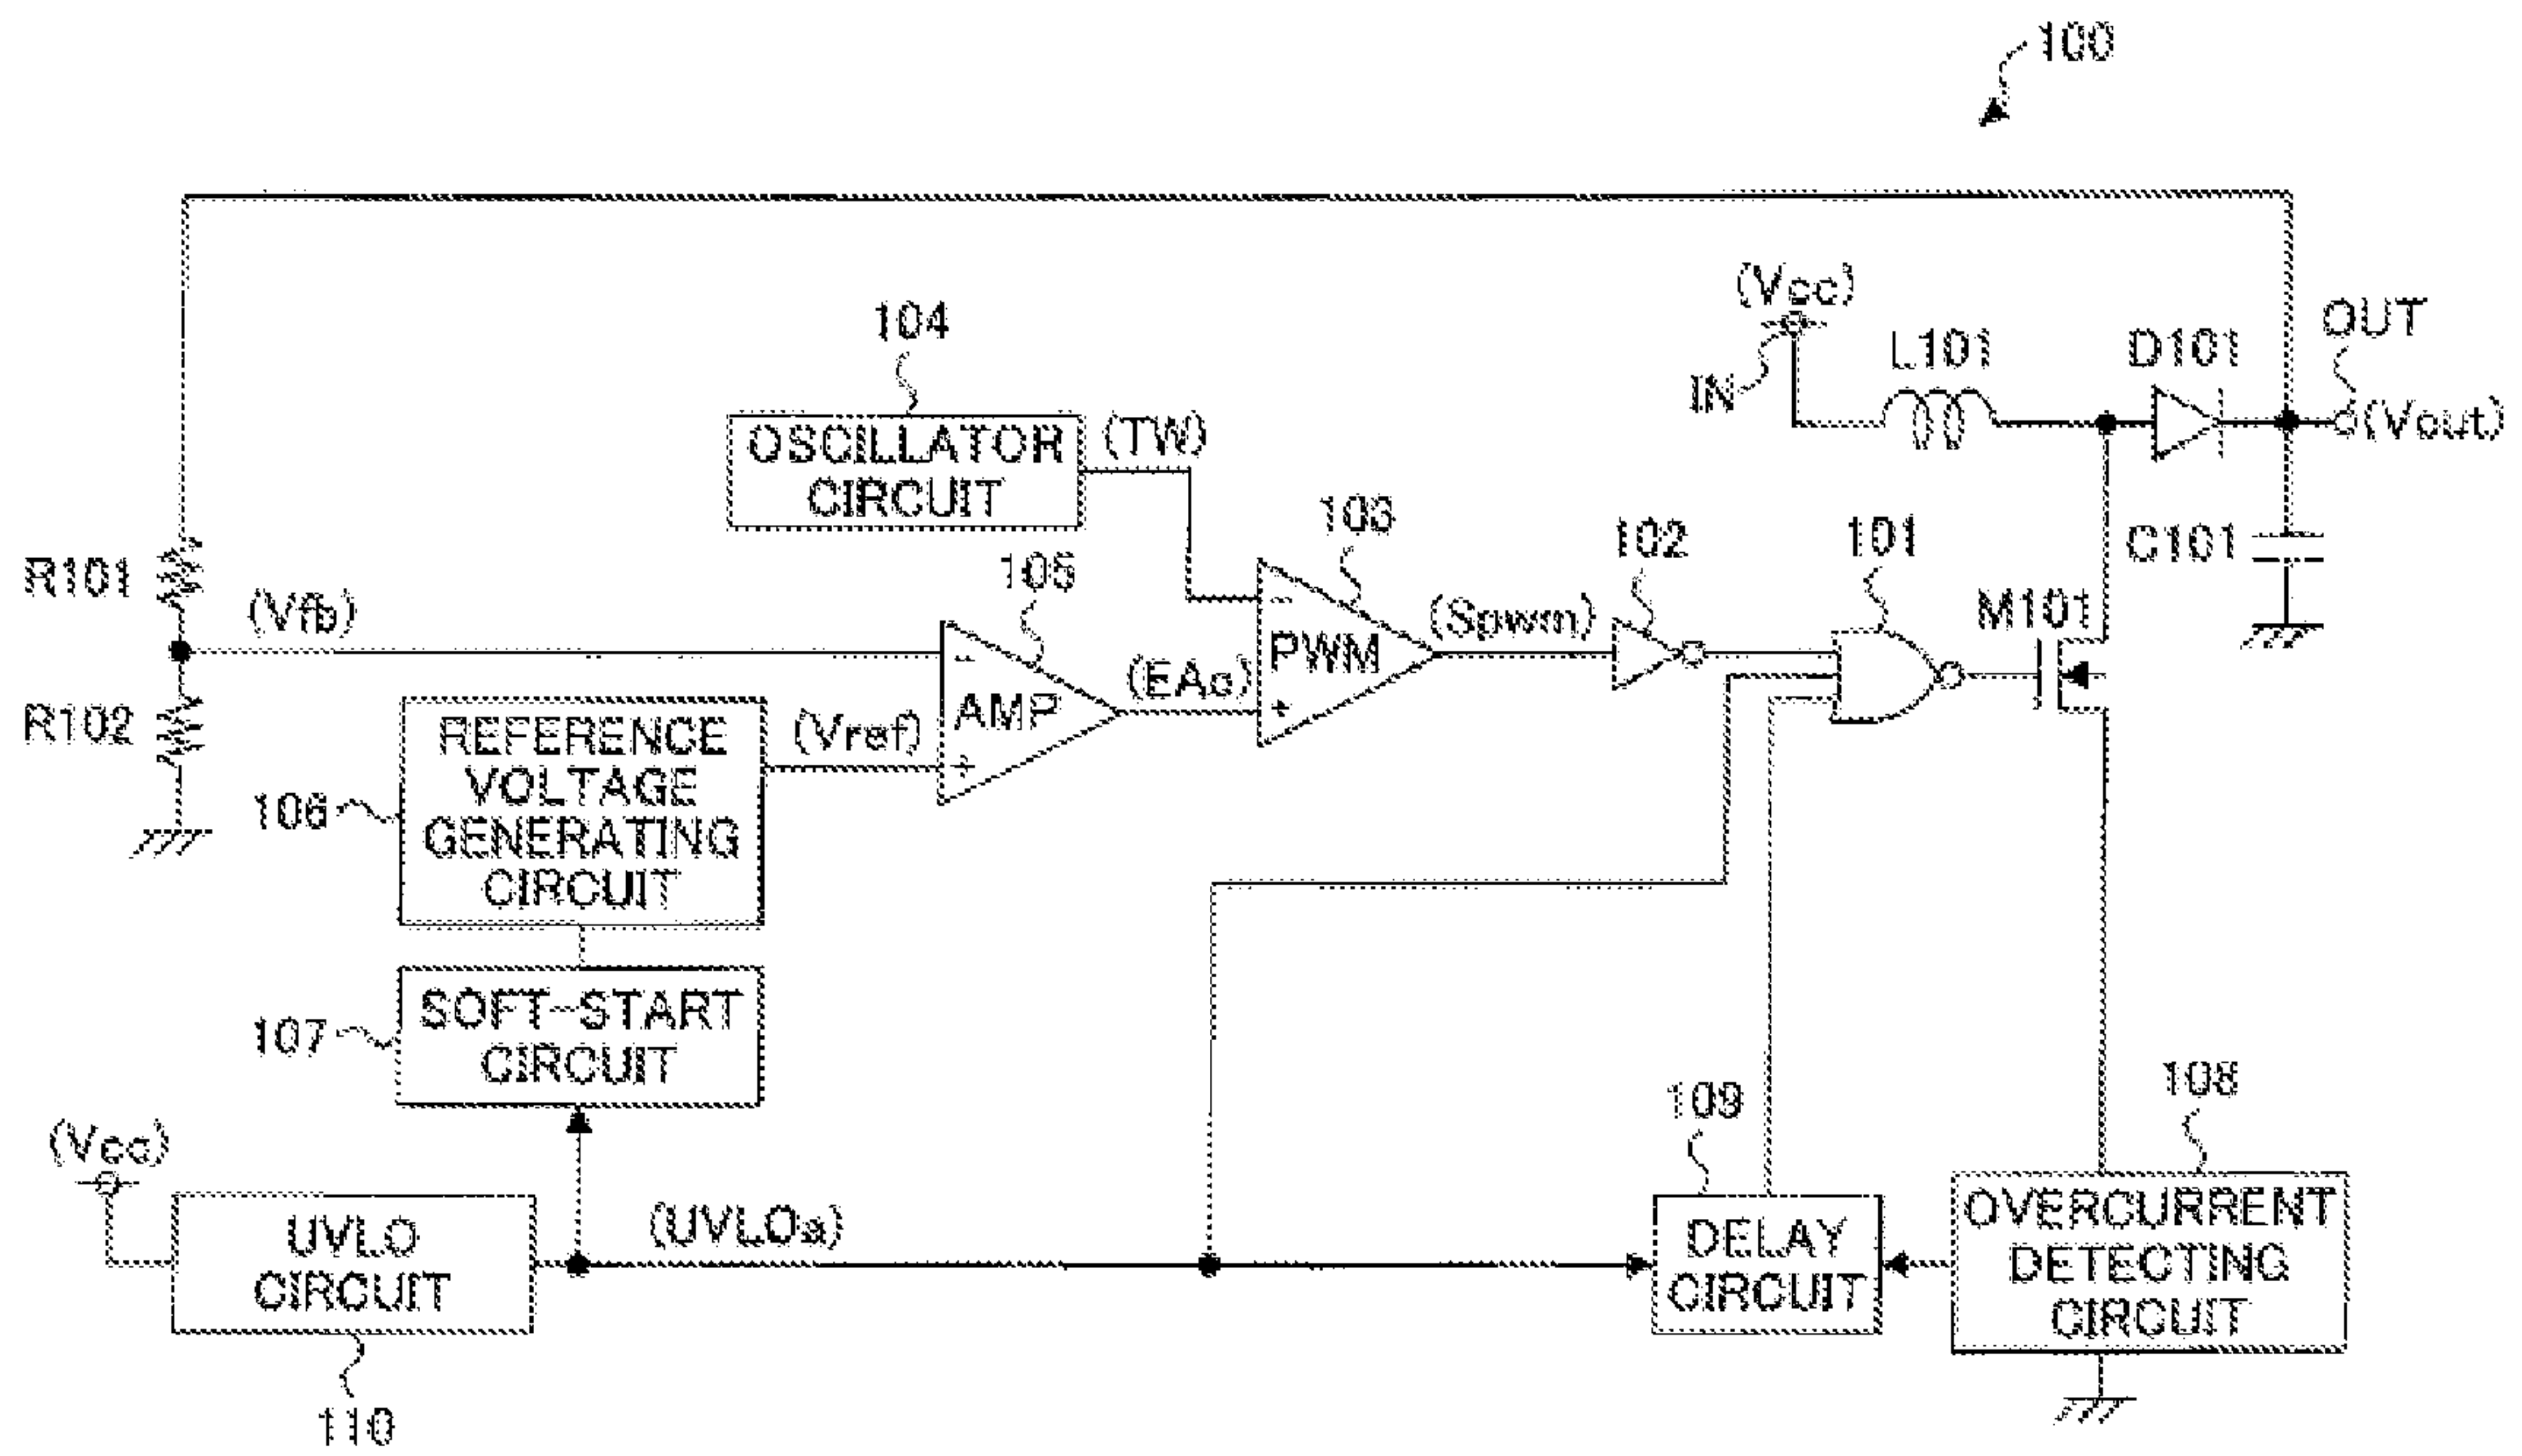 100
(Vcc)
OUT
104
L101
D101
IN
(Vout)
OSCILLATOR
CIRCUIT
(TW)
103
102
101
C101
R101
(Vfb)
105
M101
(Spwm)
-
PWM
-
(EAo)
R102
AMP
+
REFERENCE
VOLTAGE
GENERATING
CIRCUIT
(Vref)
+
106
SOFT-START
CIRCUIT
107
109
108
(Vcc)
UVLO
CIRCUIT
(UVLOa)
DELAY
CIRCUIT
OVERCURRENT
DETECTING
CIRCUIT
110